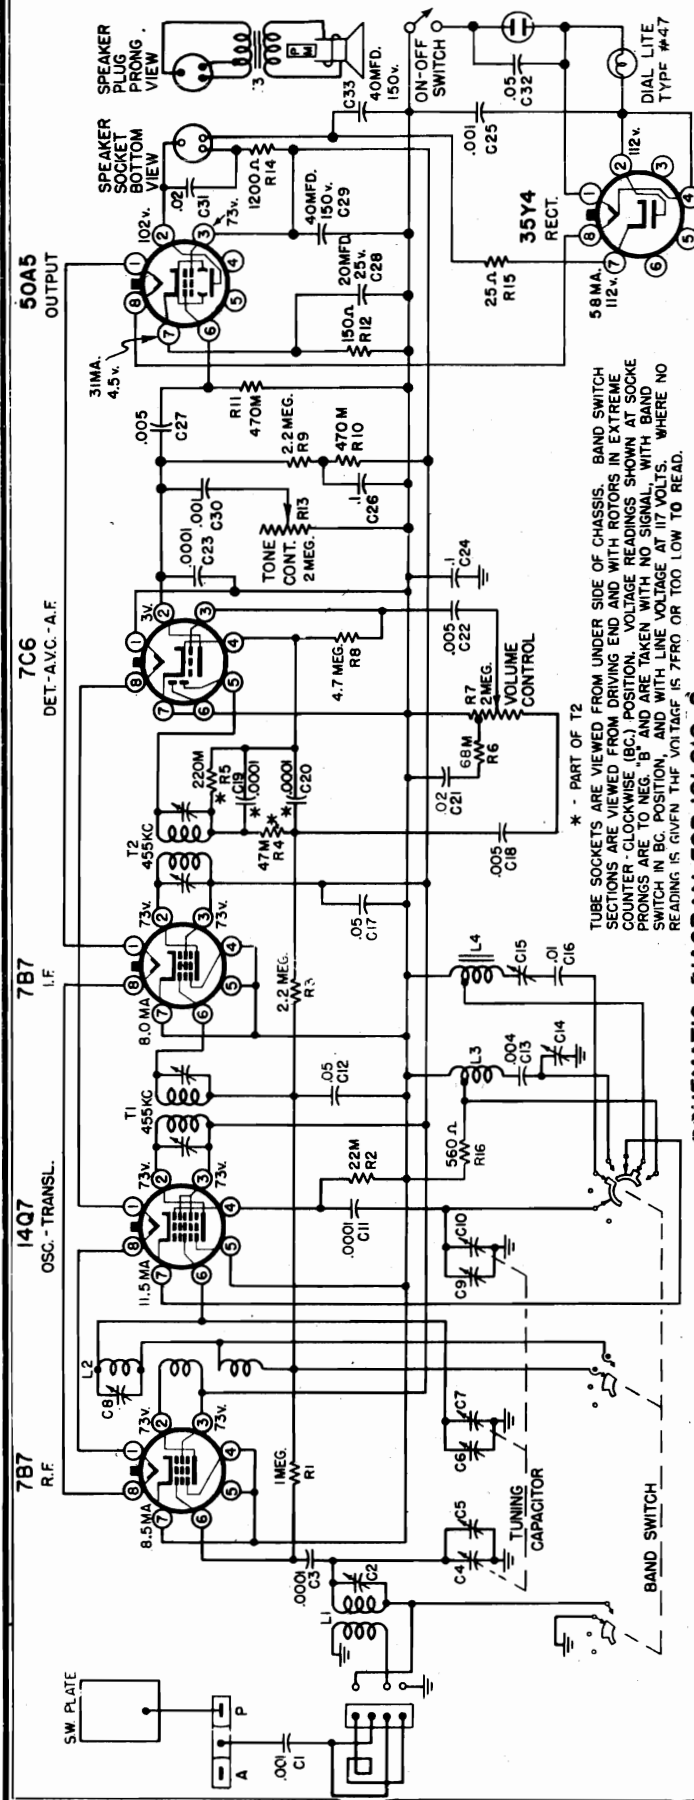 7B7
R.F.
14Q7
OSC.-TRANSL.
7B7
I.F.
7C6
DET.-A.V.C.-A.F.
50A5
OUTPUT
S.W. PLATE
A
P
.001
C1
L1
C2
.0001
C3
C4
C5
TUNING
CAPACITOR
C6
C7
BAND SWITCH
8.5MA
73v.
73v.
C8
L2
1MEG.
R1
11.5MA
73v.
73v.
T1
455KC
C9
C10
.0001
C11
22M
R2
.05
C12
560Ω
R16
L3
.004
C13
C14
L4
C15
.01
C16
8.0MA
73v.
73v.
T2
455KC
2.2 MEG.
R3
.05
C17
220M
* R5
C19
* .0001
47M *
R4
.0001
* C20
.005
C18
.02
C21
68M
R6
R7
2MEG.
VOLUME
CONTROL
4.7 MEG.
R8
.005
C22
3v.
.0001
C23
.001
C30
TONE
CONT.
2MEG.
R13
.1
C24
.005
C27
2.2MEG.
R9
470M
R10
.1
C26
R11
470M
31MA.
4.5v.
102v.
73v.
150Ω
R12
20MFD.
25v.
C28
40MFD.
150v.
C29
.02
C31
1200Ω
R14
SPEAKER
SOCKET
BOTTOM
VIEW
SPEAKER
PLUG
PRONG
VIEW
.3
PM
C33
40MFD.
150v.
ON-OFF
SWITCH
.05
C32
.001
C25
DIAL LITE
TYPE #47
35Y4
RECT.
25Ω
R15
58MA.
112v.
112v.
* - PART OF T2
TUBE SOCKETS ARE VIEWED FROM UNDER SIDE OF CHASSIS. BAND SWITCH
SECTIONS ARE VIEWED FROM DRIVING END AND WITH ROTORS IN EXTREME
COUNTER-CLOCKWISE (BC.) POSITION. VOLTAGE READINGS SHOWN AT SOCKE
PRONGS ARE TO NEG. "B" AND ARE TAKEN WITH NO SIGNAL, WITH BAND
SWITCH IN BC. POSITION, AND WITH LINE VOLTAGE AT 117 VOLTS. WHERE NO
READING IS GIVEN THE VOLTAGE IS ZERO OR TOO LOW TO READ.